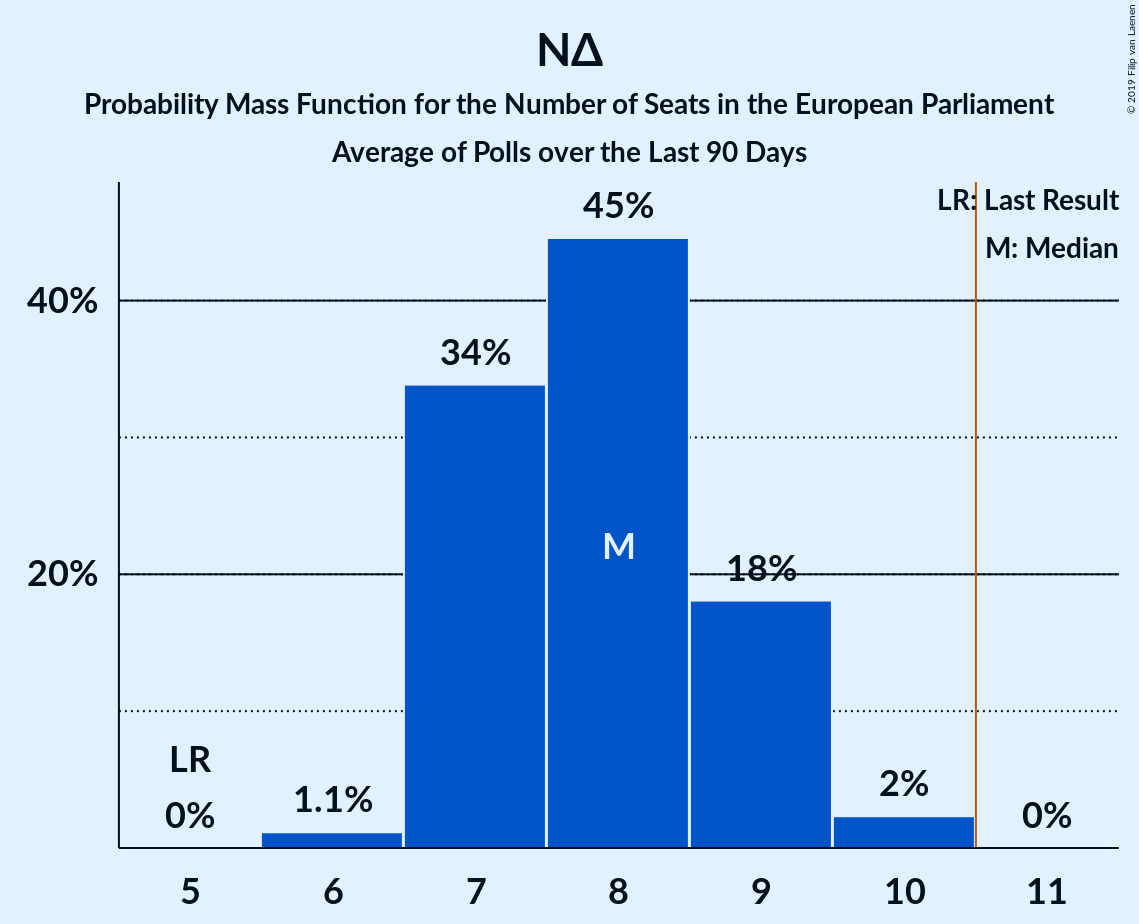 ΝΔ
Probability Mass Function for the Number of Seats in the European Parliament
Average of Polls over the Last 90 Days
© 2019 Filip van Laenen
LR: Last Result
M: Median
45%
40%
34%
M
20%
18%
LR
0%
1.1%
2%
0%
5 6 7 8 9 10 11